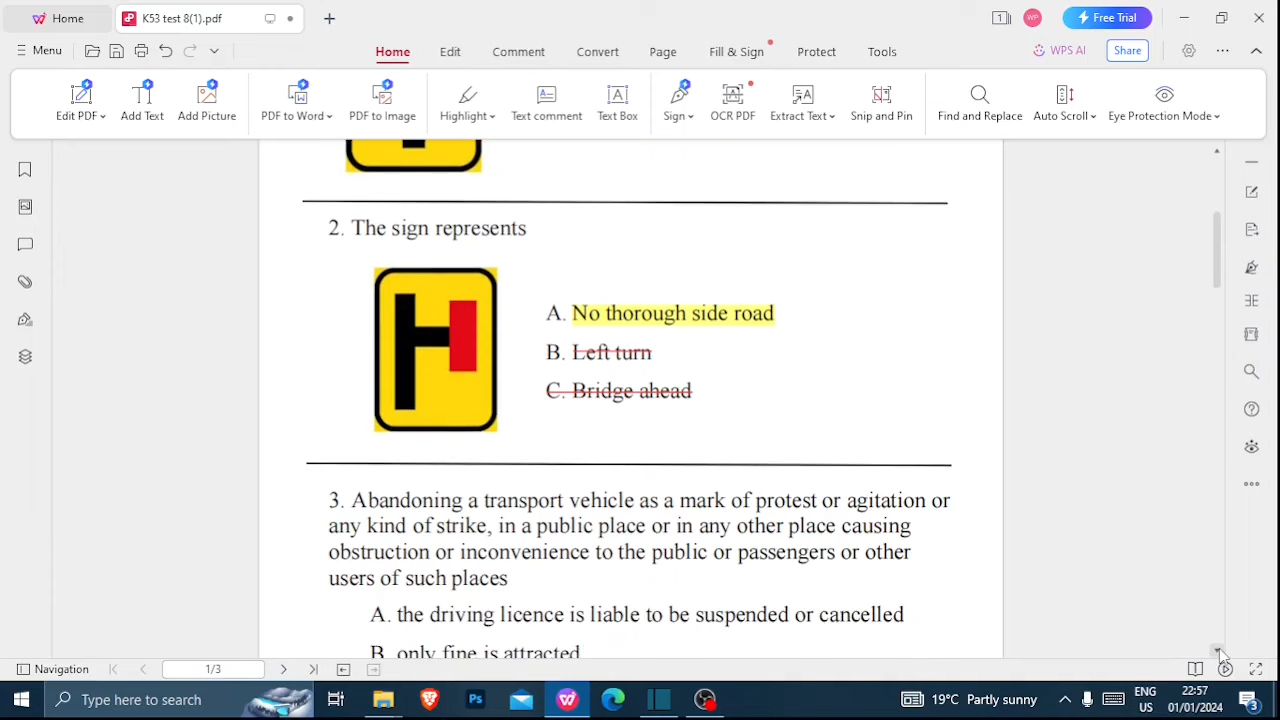 Home
K53 test 8(1).pdf
1
WP
Free Trial
Menu
Home
Edit
Comment
Convert
Page
Fill & Sign
Protect
Tools
WPS AI
Share
Edit PDF
Add Text
Add Picture
PDF to Word
PDF to Image
Highlight
Text comment
Text Box
Sign
OCR PDF
Extract Text
Snip and Pin
Find and Replace
Auto Scroll
Eye Protection Mode
2. The sign represents
A. No thorough side road
B. Left turn
C. Bridge ahead
3. Abandoning a transport vehicle as a mark of protest or agitation or
any kind of strike, in a public place or in any other place causing
obstruction or inconvenience to the public or passengers or other
users of such places
A. the driving licence is liable to be suspended or cancelled
B. only fine is attracted
Navigation
1/3
Type here to search
Ps
19°C Partly sunny
ENG
US
22:57
01/01/2024
3